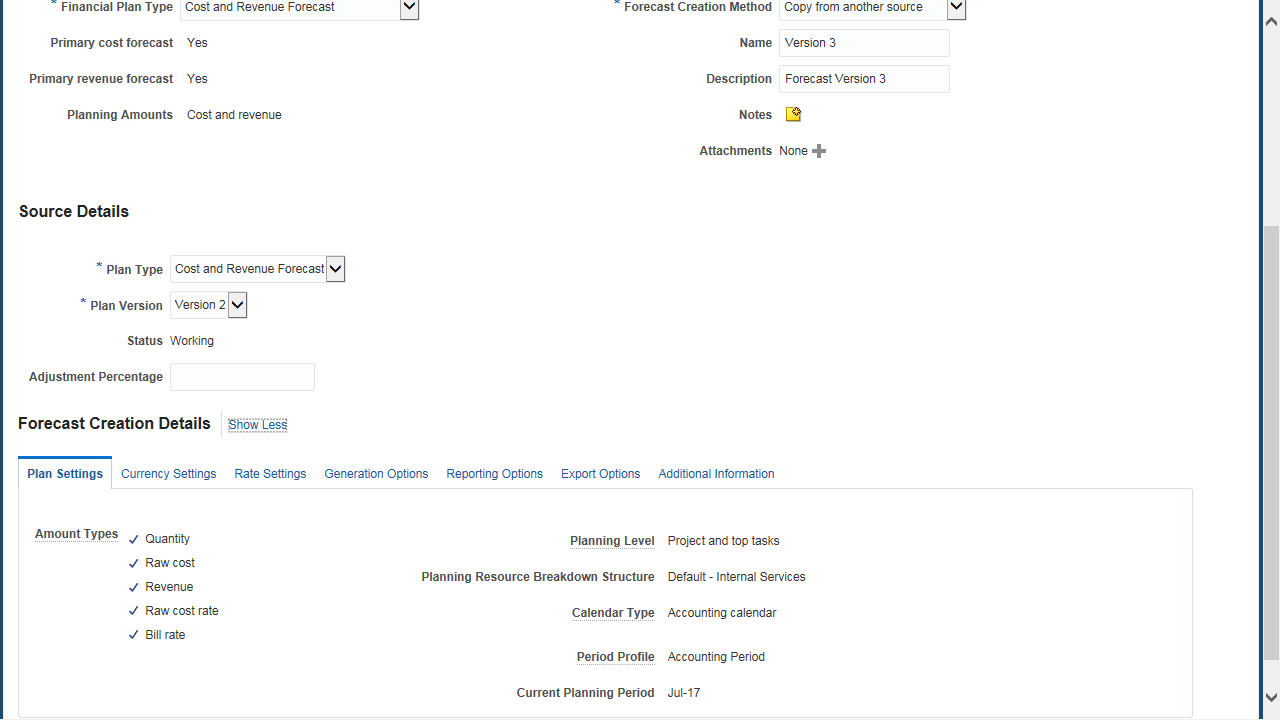 * Financial Plan Type Cost and Revenue Forecast
* Forecast Creation Method Copy from another source
Primary cost forecast Yes
Name Version 3
Primary revenue forecast Yes
Description Forecast Version 3
Planning Amounts Cost and revenue
Notes
Attachments None
Source Details
* Plan Type Cost and Revenue Forecast
* Plan Version Version 2
Status Working
Adjustment Percentage
Forecast Creation Details Show Less
Plan Settings Currency Settings Rate Settings Generation Options Reporting Options Export Options Additional Information
Amount Types
Quantity
Raw cost
Revenue
Raw cost rate
Bill rate
Planning Level Project and top tasks
Planning Resource Breakdown Structure Default - Internal Services
Calendar Type Accounting calendar
Period Profile Accounting Period
Current Planning Period Jul-17